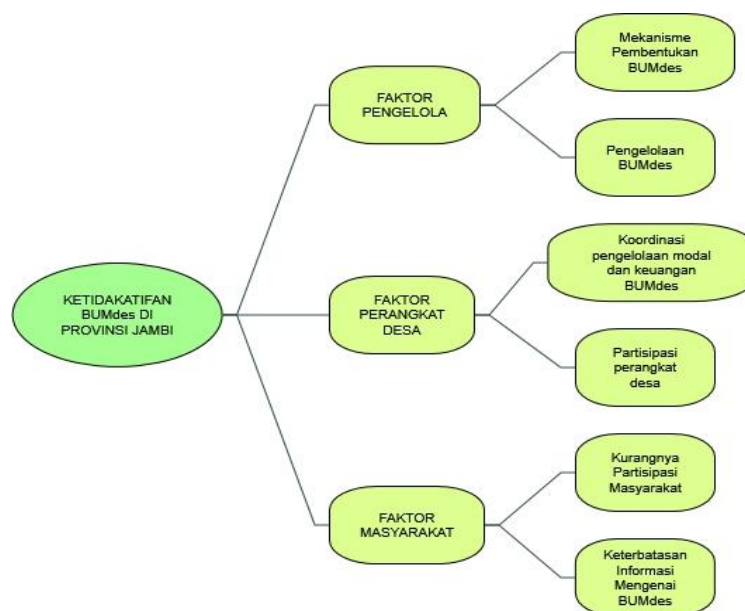 Mekanisme
Pembentukan
BUMdes
FAKTOR
PENGELOLA
Pengelolaan
BUMdes
Koordinasi
pengelolaan modal
dan keuangan
BUMdes
KETIDAKATIFAN
BUMdes DI
PROVINSI JAMBI
FAKTOR
PERANGKAT
DESA
Partisipasi
perangkat
desa
Kurangnya
Partisipasi
Masyarakat
FAKTOR
MASYARAKAT
Keterbatasan
Informasi
Mengenai
BUMdes